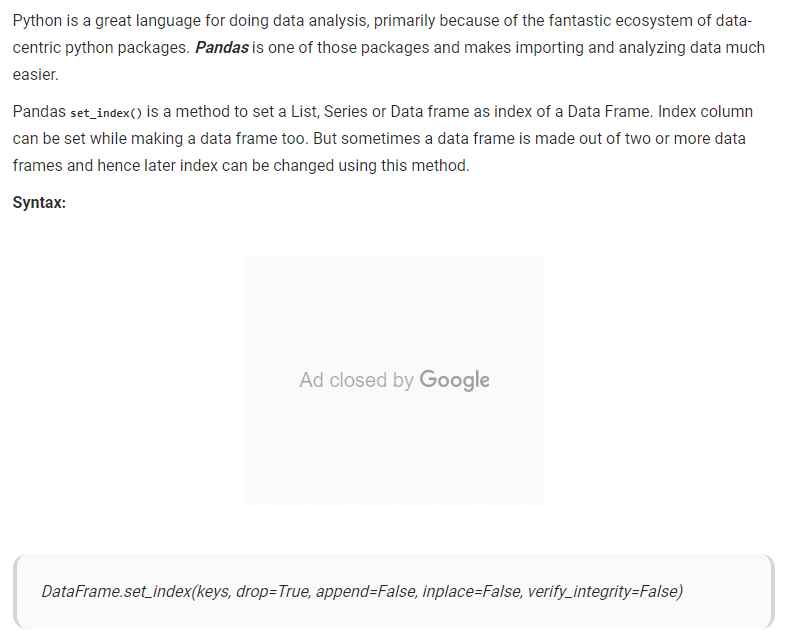 Python is a great language for doing data analysis, primarily because of the fantastic ecosystem of data-
centric python packages. Pandas is one of those packages and makes importing and analyzing data much
easier.
Pandas set_index() is a method to set a List, Series or Data frame as index of a Data Frame. Index column
can be set while making a data frame too. But sometimes a data frame is made out of two or more data
frames and hence later index can be changed using this method.
Syntax:
Ad closed by Google
DataFrame.set_index(keys, drop=True, append=False, inplace=False, verify_integrity=False)